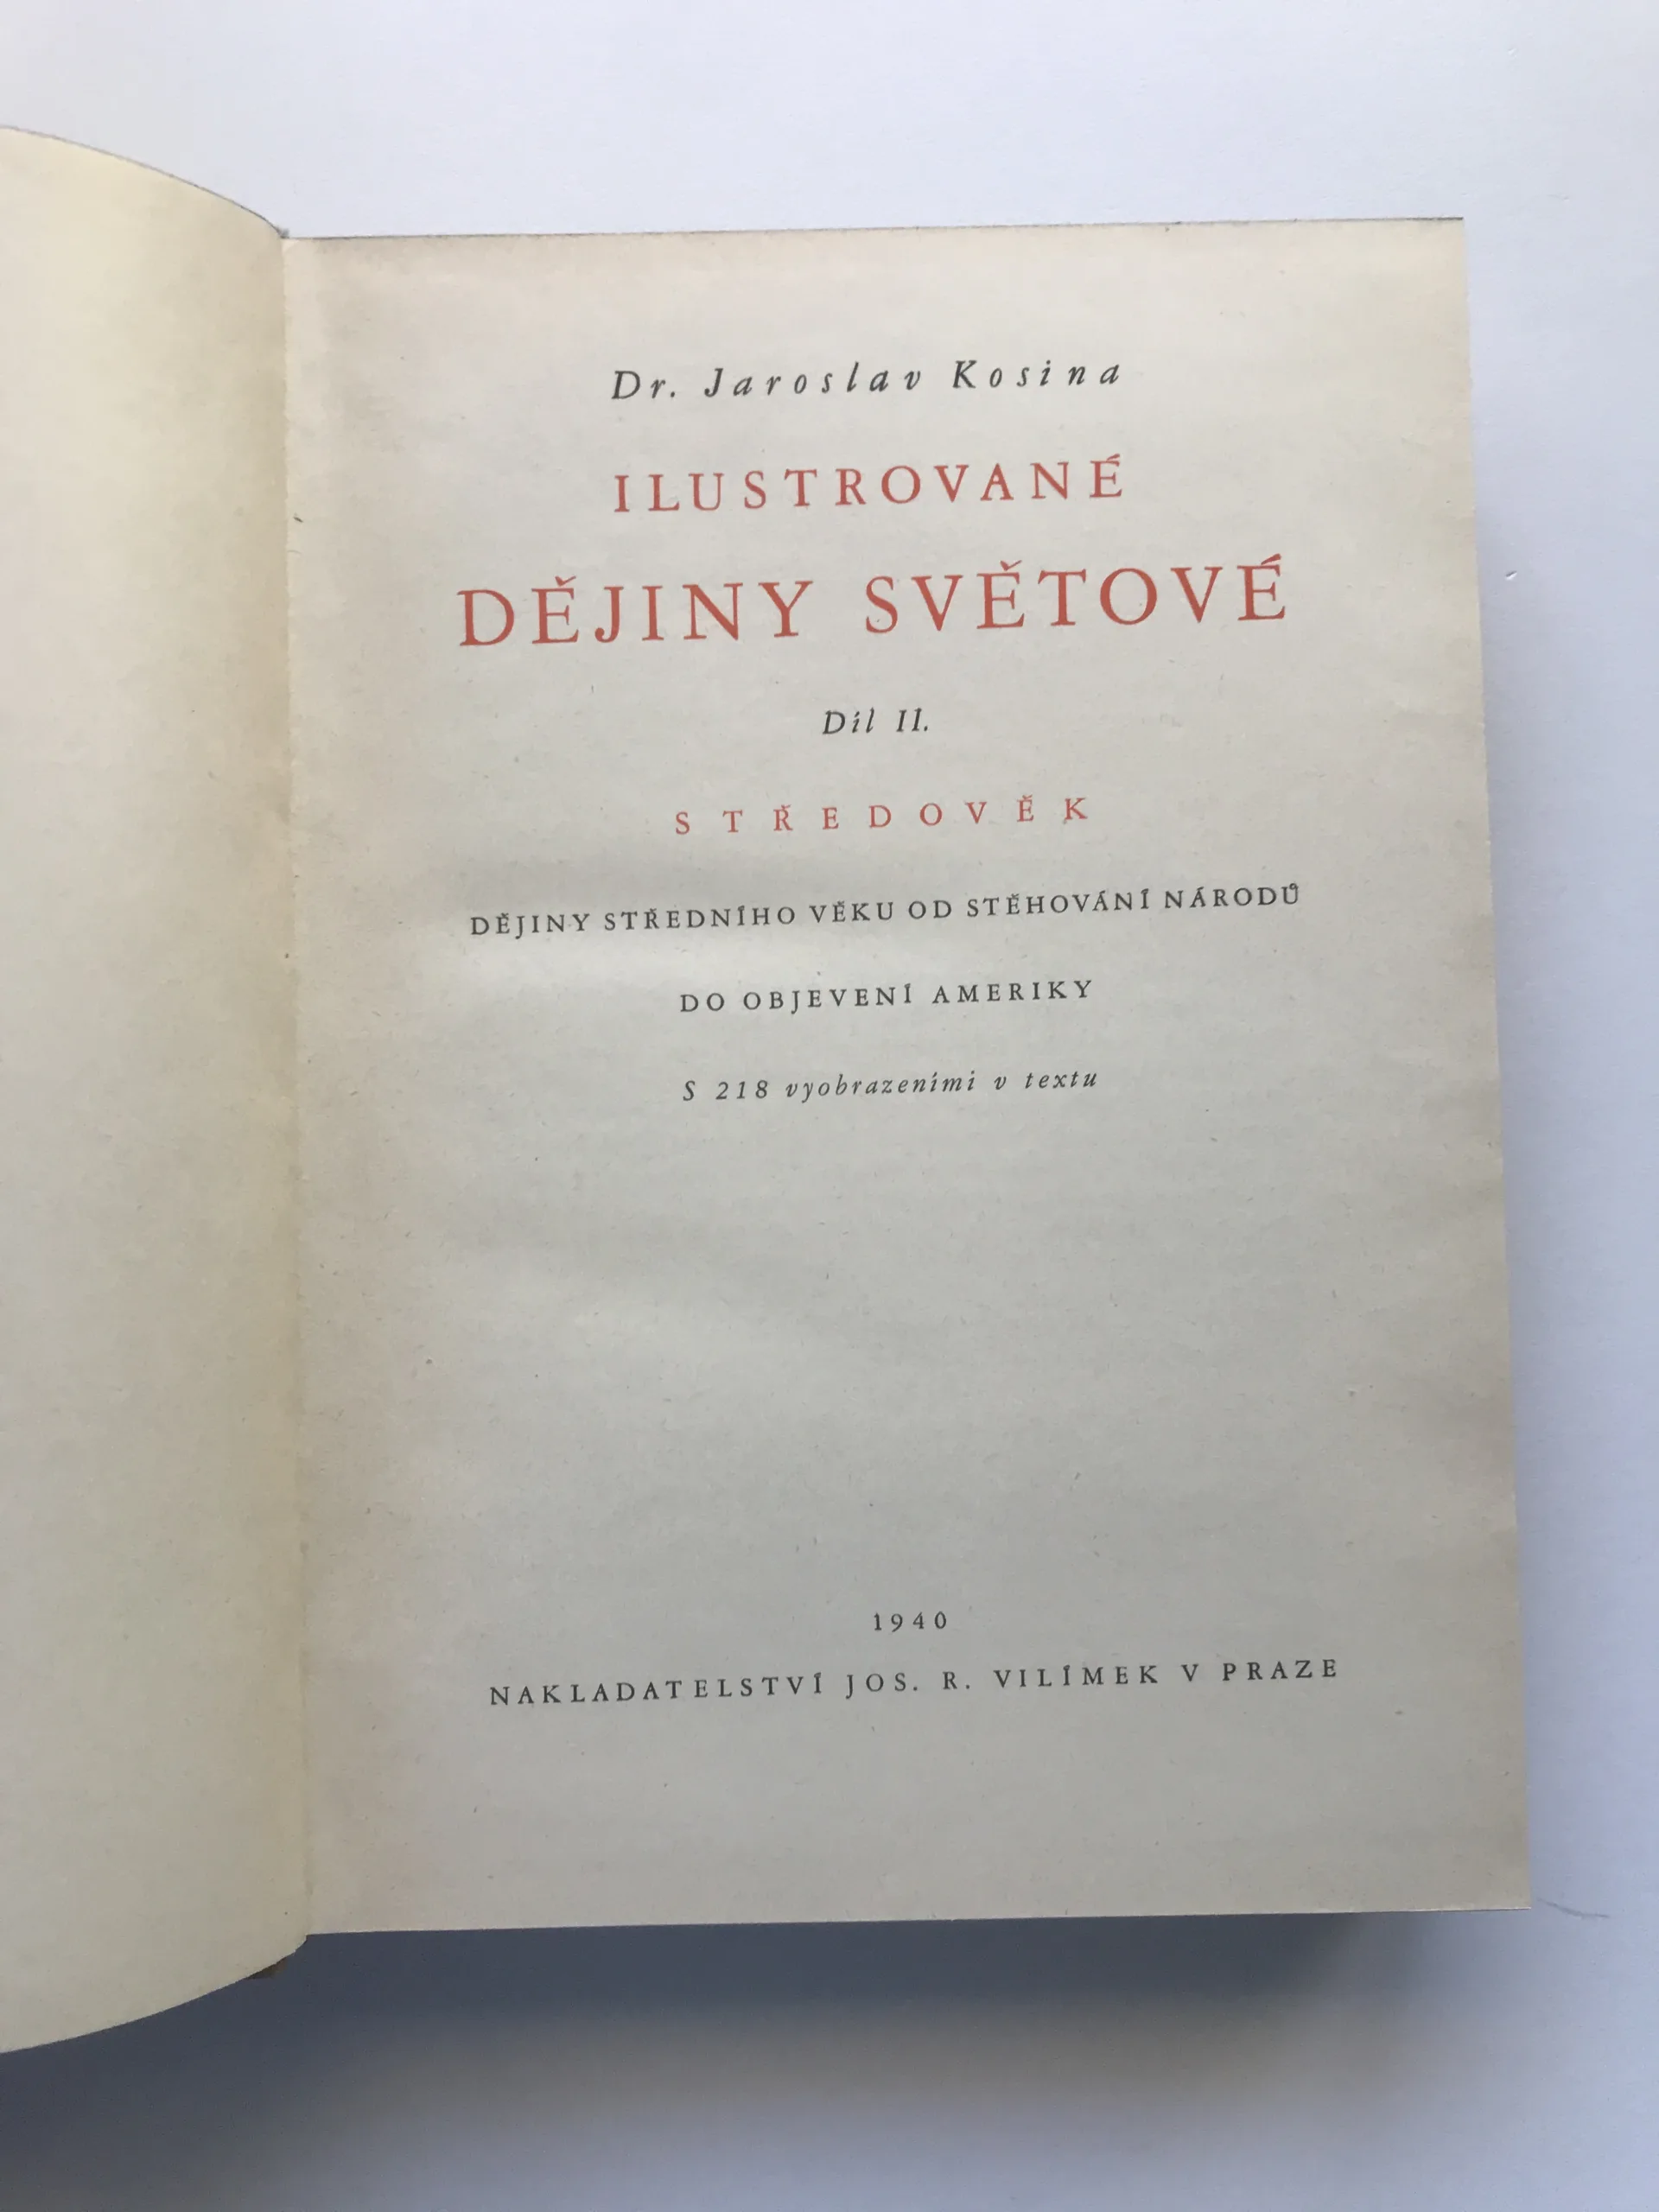 Dr. Jaroslav Kosina
ILUSTROVANÉ
DĚJINY SVĚTOVÉ
Díl II.
STŘEDOVĚK
DĚJINY STŘEDNÍHO VĚKU OD STĚHOVÁNÍ NÁRODŮ
DO OBJEVENÍ AMERIKY
S 218 vyobrazeními v textu
1940
NAKLADATELSTVÍ JOS. R. VILÍMEK V PRAZE